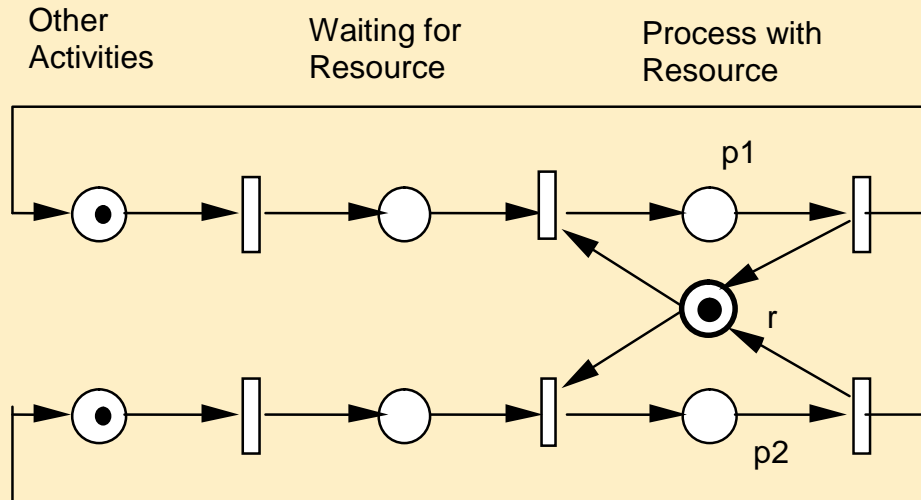 Other
Activities
Waiting for
Resource
Process with
Resource
p1
r
p2